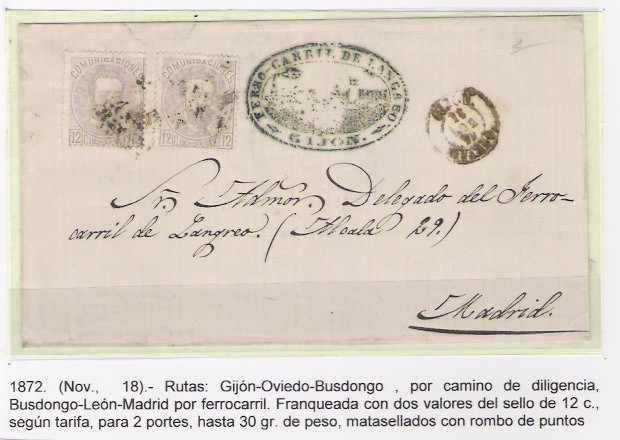 COMUNICACIONES COMUNICACIONES
12 12 12 12
FERRO-CARRIL DE LANGREO
GIJON.
Sr. Admor. Delegado del Ferro-
carril de Langreo. (Alcala 29.)
Madrid.
1872. (Nov., 18).- Rutas: Gijón-Oviedo-Busdongo , por camino de diligencia,
Busdongo-León-Madrid por ferrocarril. Franqueada con dos valores del sello de 12 c.,
según tarifa, para 2 portes, hasta 30 gr. de peso, matasellados con rombo de puntos